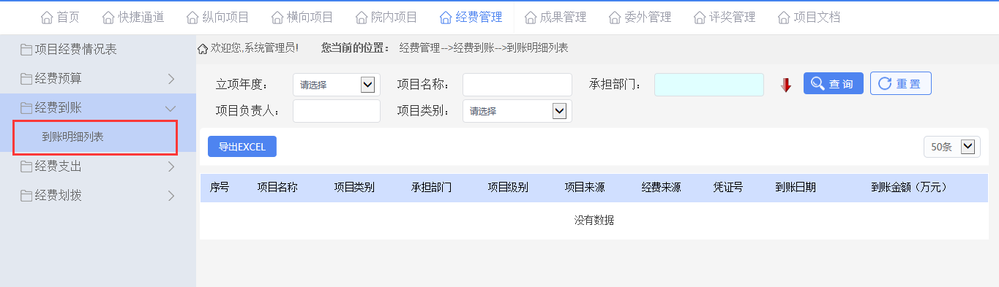 首页 快捷通道 纵向项目 横向项目 院内项目 经费管理 成果管理 委外管理 评奖管理 项目文档
项目经费情况表
经费预算
经费到账
到账明细列表
经费支出
经费划拨
欢迎您,系统管理员! 您当前的位置： 经费管理-->经费到账-->到账明细列表
立项年度： 请选择 项目名称： 承担部门： 查 询 重 置
项目负责人： 项目类别： 请选择
导出EXCEL 50条
序号 项目名称 项目类别 承担部门 项目级别 项目来源 经费来源 凭证号 到账日期 到账金额（万元）
没有数据